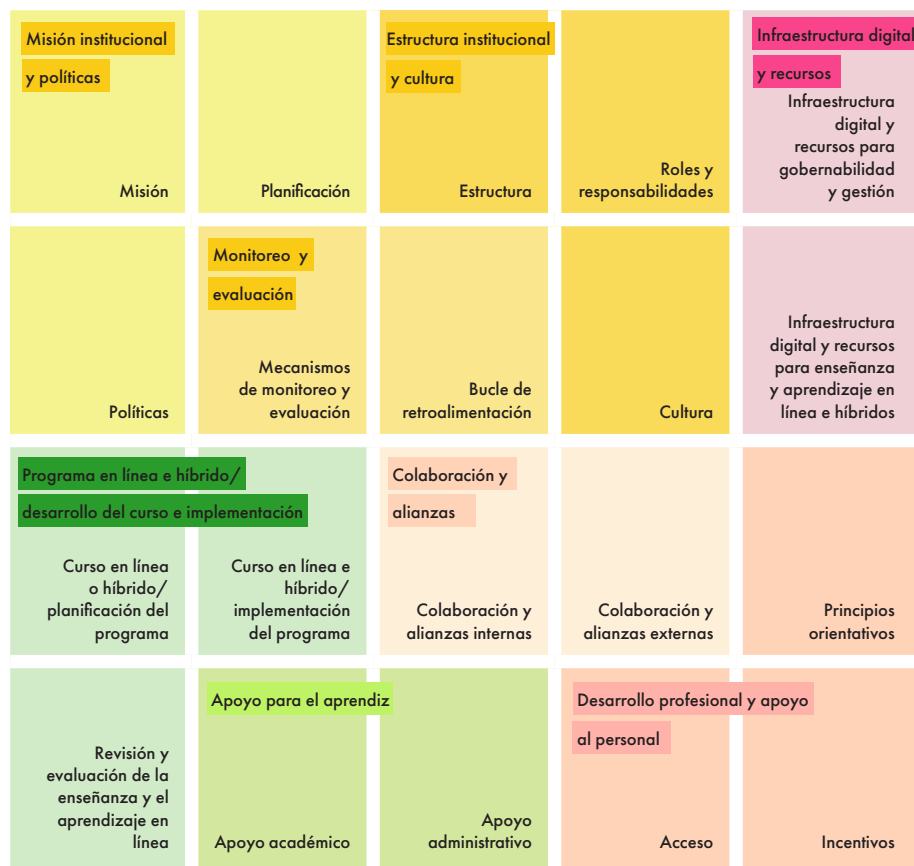 Misión institucional
y políticas
Misión
Planificación
Estructura institucional
y cultura
Estructura
Roles y
responsabilidades
Infraestructura digital
y recursos
Infraestructura
digital y
recursos para
gobernabilidad
y gestión
Políticas
Monitoreo y
evaluación
Mecanismos
de monitoreo y
evaluación
Bucle de
retroalimentación
Cultura
Infraestructura
digital y recursos
para enseñanza
y aprendizaje en
línea e híbridos
Programa en línea e híbrido/
desarrollo del curso e implementación
Curso en línea
o híbrido/
planificación del
programa
Curso en línea e
híbrido/
implementación
del programa
Colaboración y
alianzas
Colaboración y
alianzas internas
Colaboración y
alianzas externas
Principios
orientativos
Revisión y
evaluación de la
enseñanza y el
aprendizaje en
línea
Apoyo para el aprendiz
Apoyo académico
Apoyo
administrativo
Desarrollo profesional y apoyo
al personal
Acceso
Incentivos